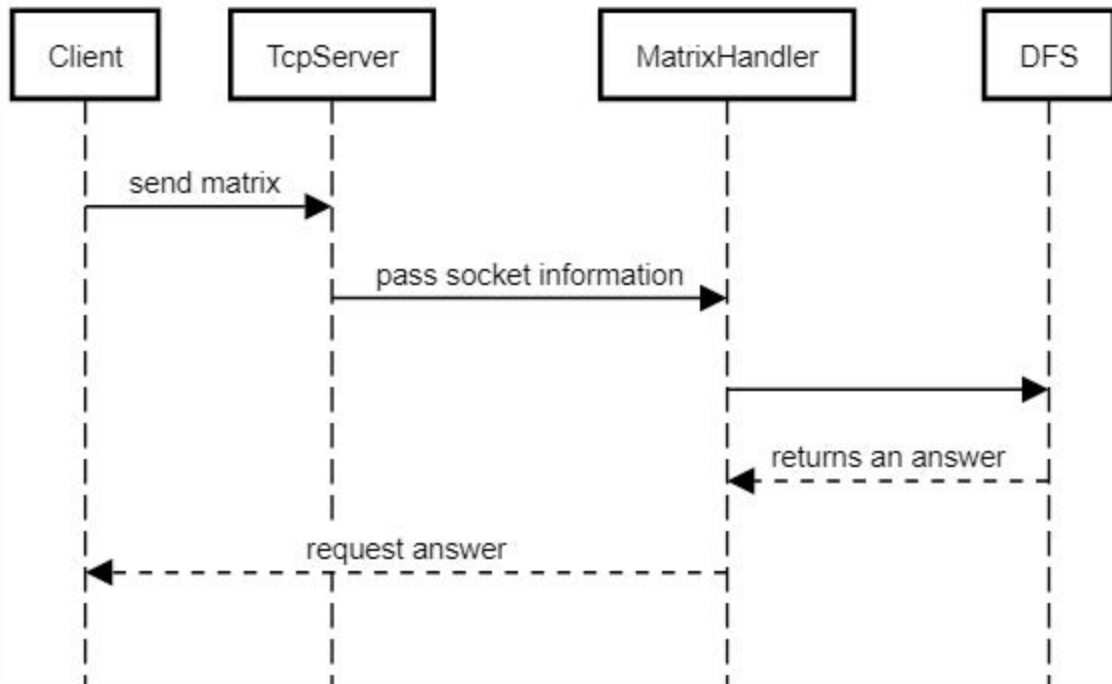 Client
TcpServer
MatrixHandler
DFS
send matrix
pass socket information
returns an answer
request answer